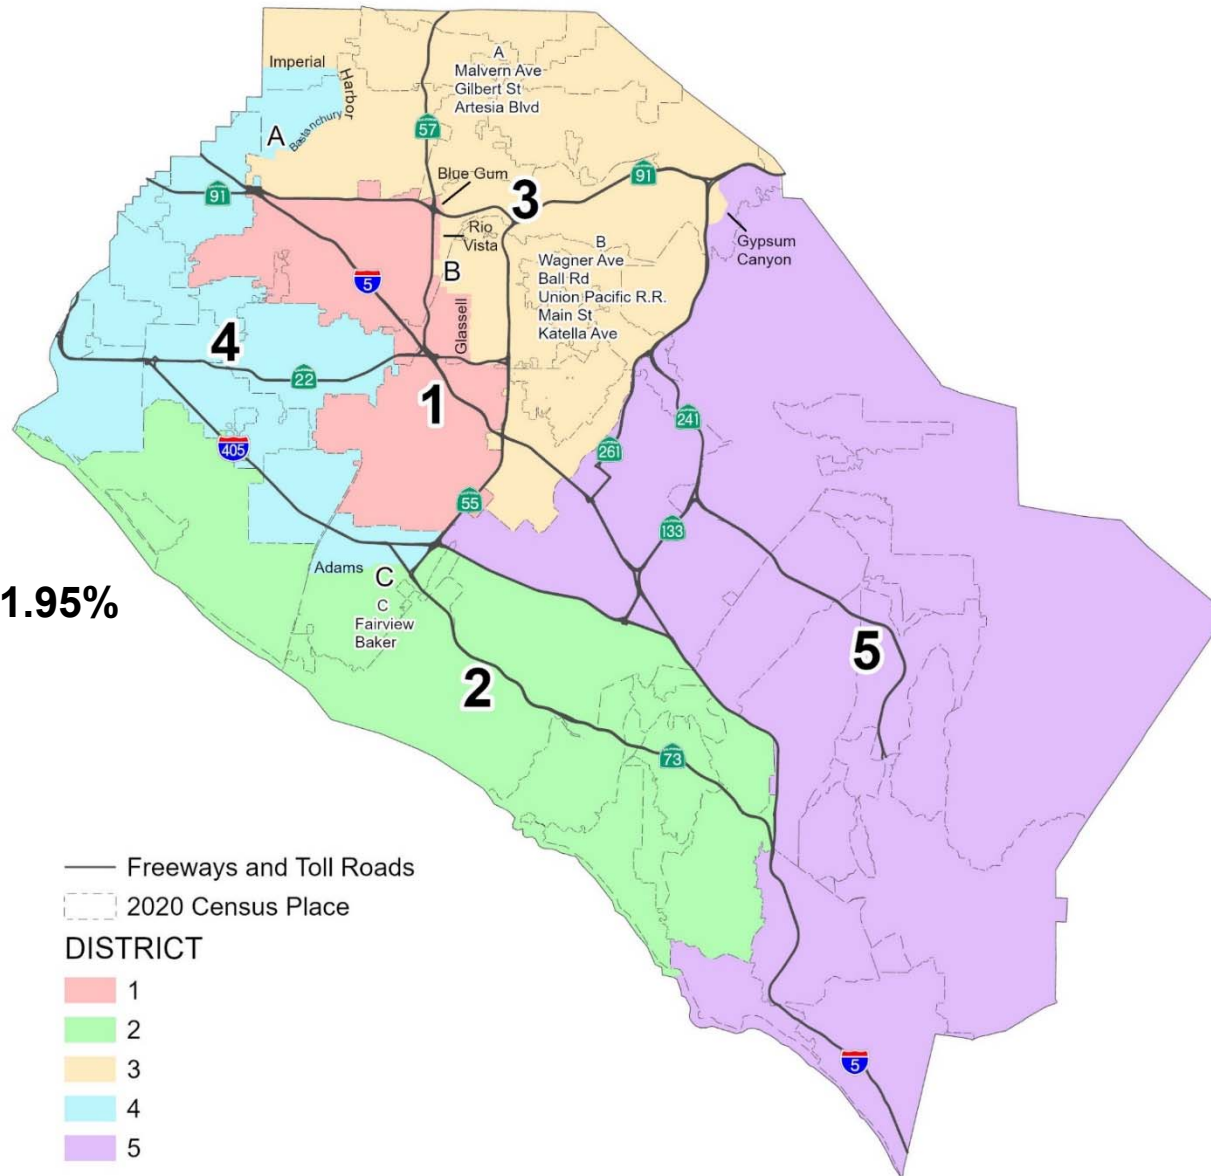 Imperial
Harbor
Bastanchury
A
A
Malvern Ave
Gilbert St
Artesia Blvd
57
91
91
Blue Gum
3
Rio
Vista
Gypsum
Canyon
B
B
Wagner Ave
Ball Rd
Union Pacific R.R.
Main St
Katella Ave
5
Glassell
4
22
1
405
241
261
55
133
Adams
C
C
Fairview
Baker
1.95%
2
5
73
5
Freeways and Toll Roads
2020 Census Place
DISTRICT
1
2
3
4
5